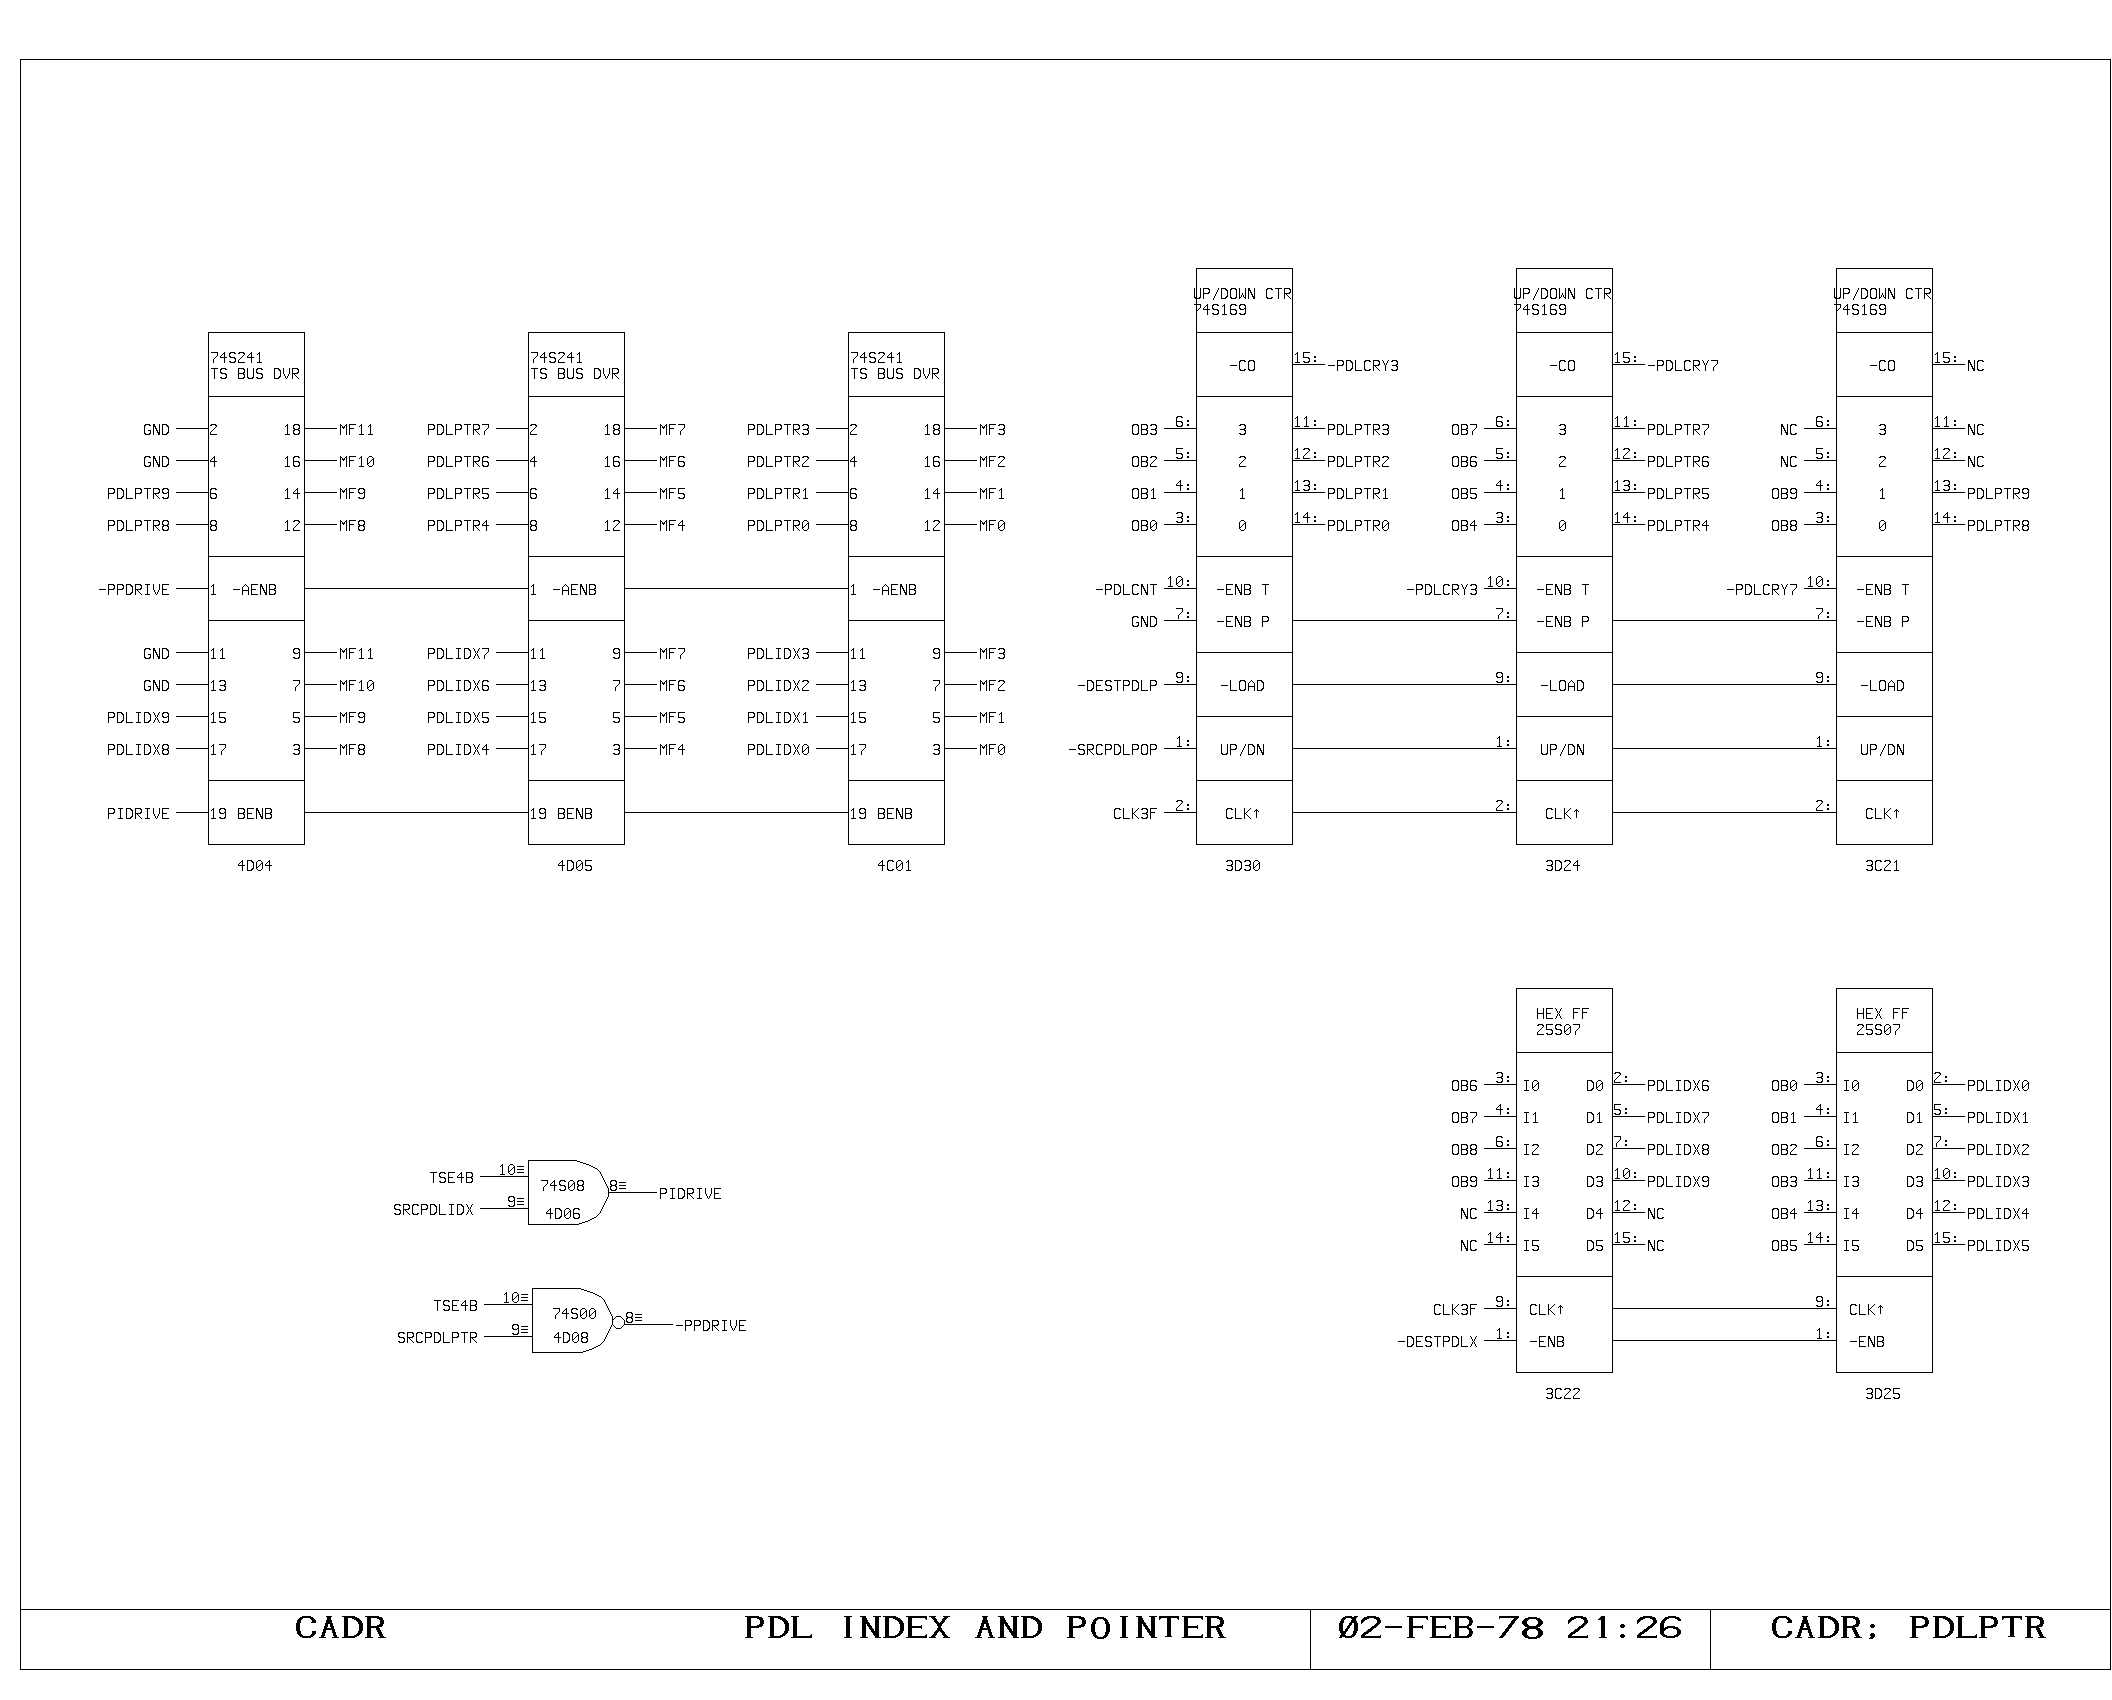 74S241
TS BUS DVR
GND 2 18 MF11
GND 4 16 MF10
PDLPTR9 6 14 MF9
PDLPTR8 8 12 MF8
-PPDRIVE 1 -AENB
GND 11 9 MF11
GND 13 7 MF10
PDLIDX9 15 5 MF9
PDLIDX8 17 3 MF8
PIDRIVE 19 BENB
4D04
74S241
TS BUS DVR
PDLPTR7 2 18 MF7
PDLPTR6 4 16 MF6
PDLPTR5 6 14 MF5
PDLPTR4 8 12 MF4
1 -AENB
PDLIDX7 11 9 MF7
PDLIDX6 13 7 MF6
PDLIDX5 15 5 MF5
PDLIDX4 17 3 MF4
19 BENB
4D05
74S241
TS BUS DVR
PDLPTR3 2 18 MF3
PDLPTR2 4 16 MF2
PDLPTR1 6 14 MF1
PDLPTR0 8 12 MF0
1 -AENB
PDLIDX3 11 9 MF3
PDLIDX2 13 7 MF2
PDLIDX1 15 5 MF1
PDLIDX0 17 3 MF0
19 BENB
4C01
UP/DOWN CTR
74S169
-CO 15: -PDLCRY3
OB3 6: 3 11: PDLPTR3
OB2 5: 2 12: PDLPTR2
OB1 4: 1 13: PDLPTR1
OB0 3: 0 14: PDLPTR0
-PDLCNT 10: -ENB T
GND 7: -ENB P
-DESTPDLP 9: -LOAD
-SRCPDLPOP 1: UP/DN
CLK3F 2: CLK↑
3D30
UP/DOWN CTR
74S169
-CO 15: -PDLCRY7
OB7 6: 3 11: PDLPTR7
OB6 5: 2 12: PDLPTR6
OB5 4: 1 13: PDLPTR5
OB4 3: 0 14: PDLPTR4
-PDLCRY3 10: -ENB T
7: -ENB P
9: -LOAD
1: UP/DN
2: CLK↑
3D24
UP/DOWN CTR
74S169
-CO 15: NC
NC 6: 3 11: NC
NC 5: 2 12: NC
OB9 4: 1 13: PDLPTR9
OB8 3: 0 14: PDLPTR8
-PDLCRY7 10: -ENB T
7: -ENB P
9: -LOAD
1: UP/DN
2: CLK↑
3C21
HEX FF
25S07
OB6 3: I0 D0 2: PDLIDX6
OB7 4: I1 D1 5: PDLIDX7
OB8 6: I2 D2 7: PDLIDX8
OB9 11: I3 D3 10: PDLIDX9
NC 13: I4 D4 12: NC
NC 14: I5 D5 15: NC
CLK3F 9: CLK↑
-DESTPDLX 1: -ENB
3C22
HEX FF
25S07
OB0 3: I0 D0 2: PDLIDX0
OB1 4: I1 D1 5: PDLIDX1
OB2 6: I2 D2 7: PDLIDX2
OB3 11: I3 D3 10: PDLIDX3
OB4 13: I4 D4 12: PDLIDX4
OB5 14: I5 D5 15: PDLIDX5
9: CLK↑
1: -ENB
3D25
TSE4B 10≡
SRCPDLIDX 9≡
74S08
4D06
8≡ PIDRIVE
TSE4B 10≡
SRCPDLPTR 9≡
74S00
4D08
8≡ -PPDRIVE
CADR
PDL INDEX AND POINTER
02-FEB-78 21:26
CADR; PDLPTR